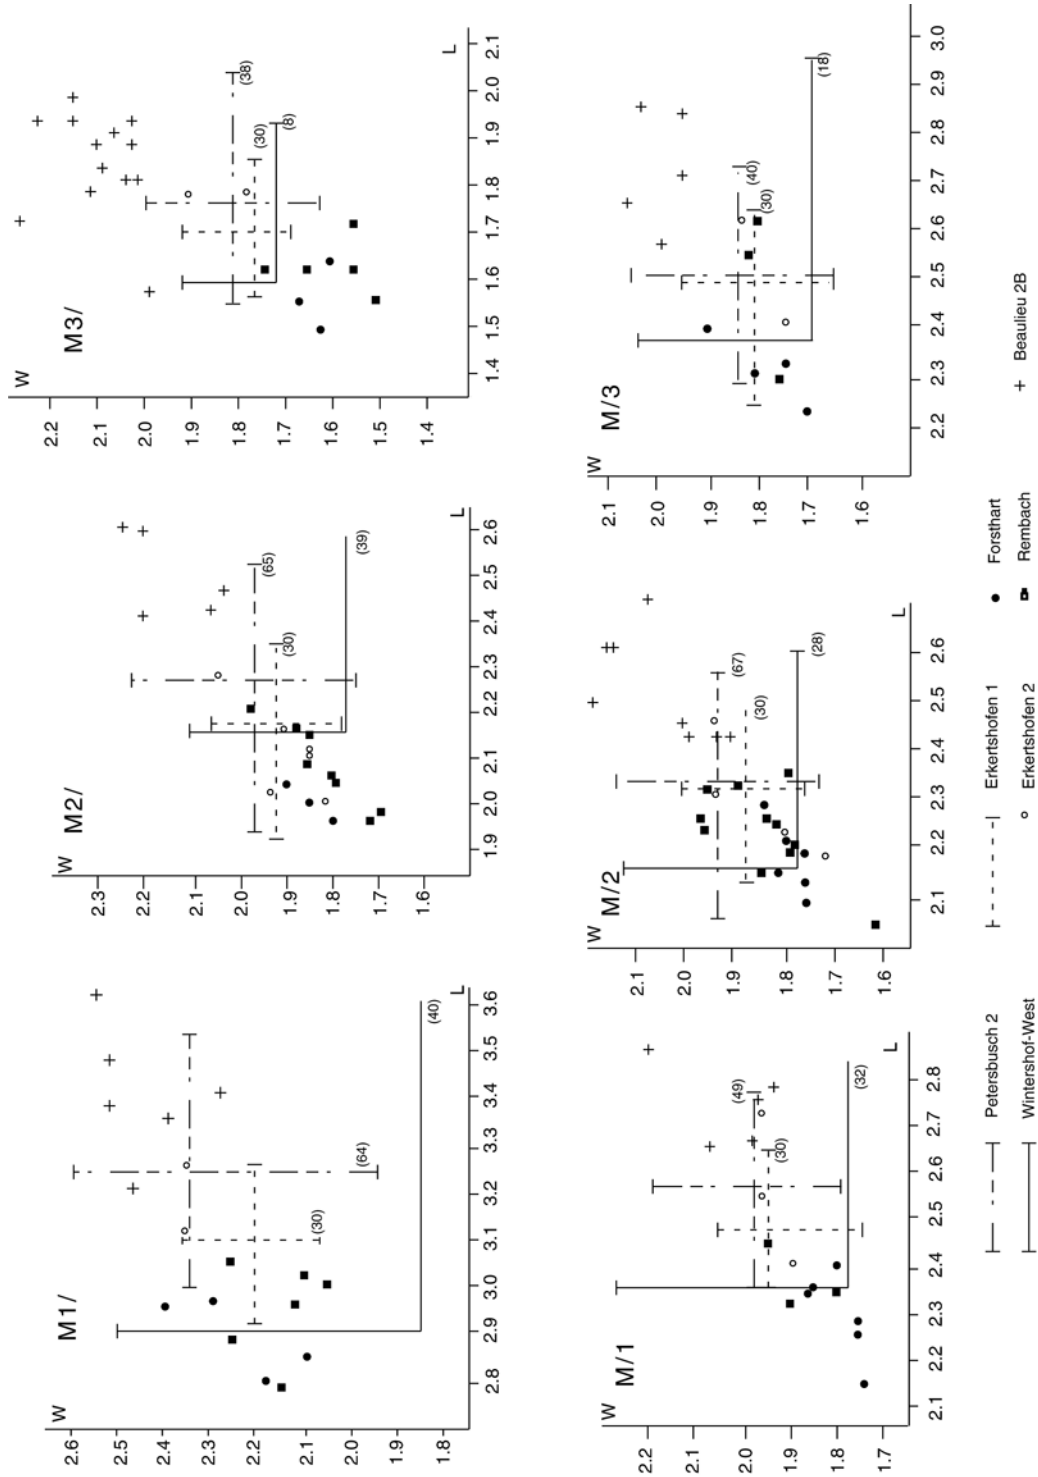 W
M1/
2.6
2.5
2.4
2.3
2.2
2.1
2.0
1.9
1.8
(30)
(64)
(40)
L
2.8 2.9 3.0 3.1 3.2 3.3 3.4 3.5 3.6
W
M2/
2.3
2.2
2.1
2.0
1.9
1.8
1.7
1.6
(65)
(30)
(39)
L
1.9 2.0 2.1 2.2 2.3 2.4 2.5 2.6
W
M3/
2.2
2.1
2.0
1.9
1.8
1.7
1.6
1.5
1.4
(38)
(30)
(8)
L
1.4 1.5 1.6 1.7 1.8 1.9 2.0 2.1
W
M/1
2.2
2.1
2.0
1.9
1.8
1.7
(49)
(30)
(32)
L
2.1 2.2 2.3 2.4 2.5 2.6 2.7 2.8
W
M/2
2.1
2.0
1.9
1.8
1.7
1.6
(67)
(30)
(28)
L
2.1 2.2 2.3 2.4 2.5 2.6
W
M/3
2.1
2.0
1.9
1.8
1.7
1.6
(40)
(30)
(18)
2.2 2.3 2.4 2.5 2.6 2.7 2.8 2.9 3.0
Petersbusch 2 Erkertshofen 1 Forsthart Beaulieu 2B
Wintershof-West Erkertshofen 2 Rembach